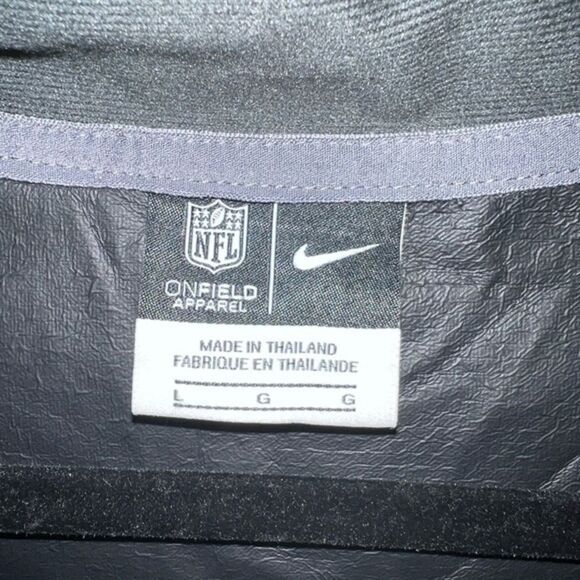 NFL
ONFIELD
APPAREL
MADE IN THAILAND
FABRIQUE EN THAILANDE
L G G